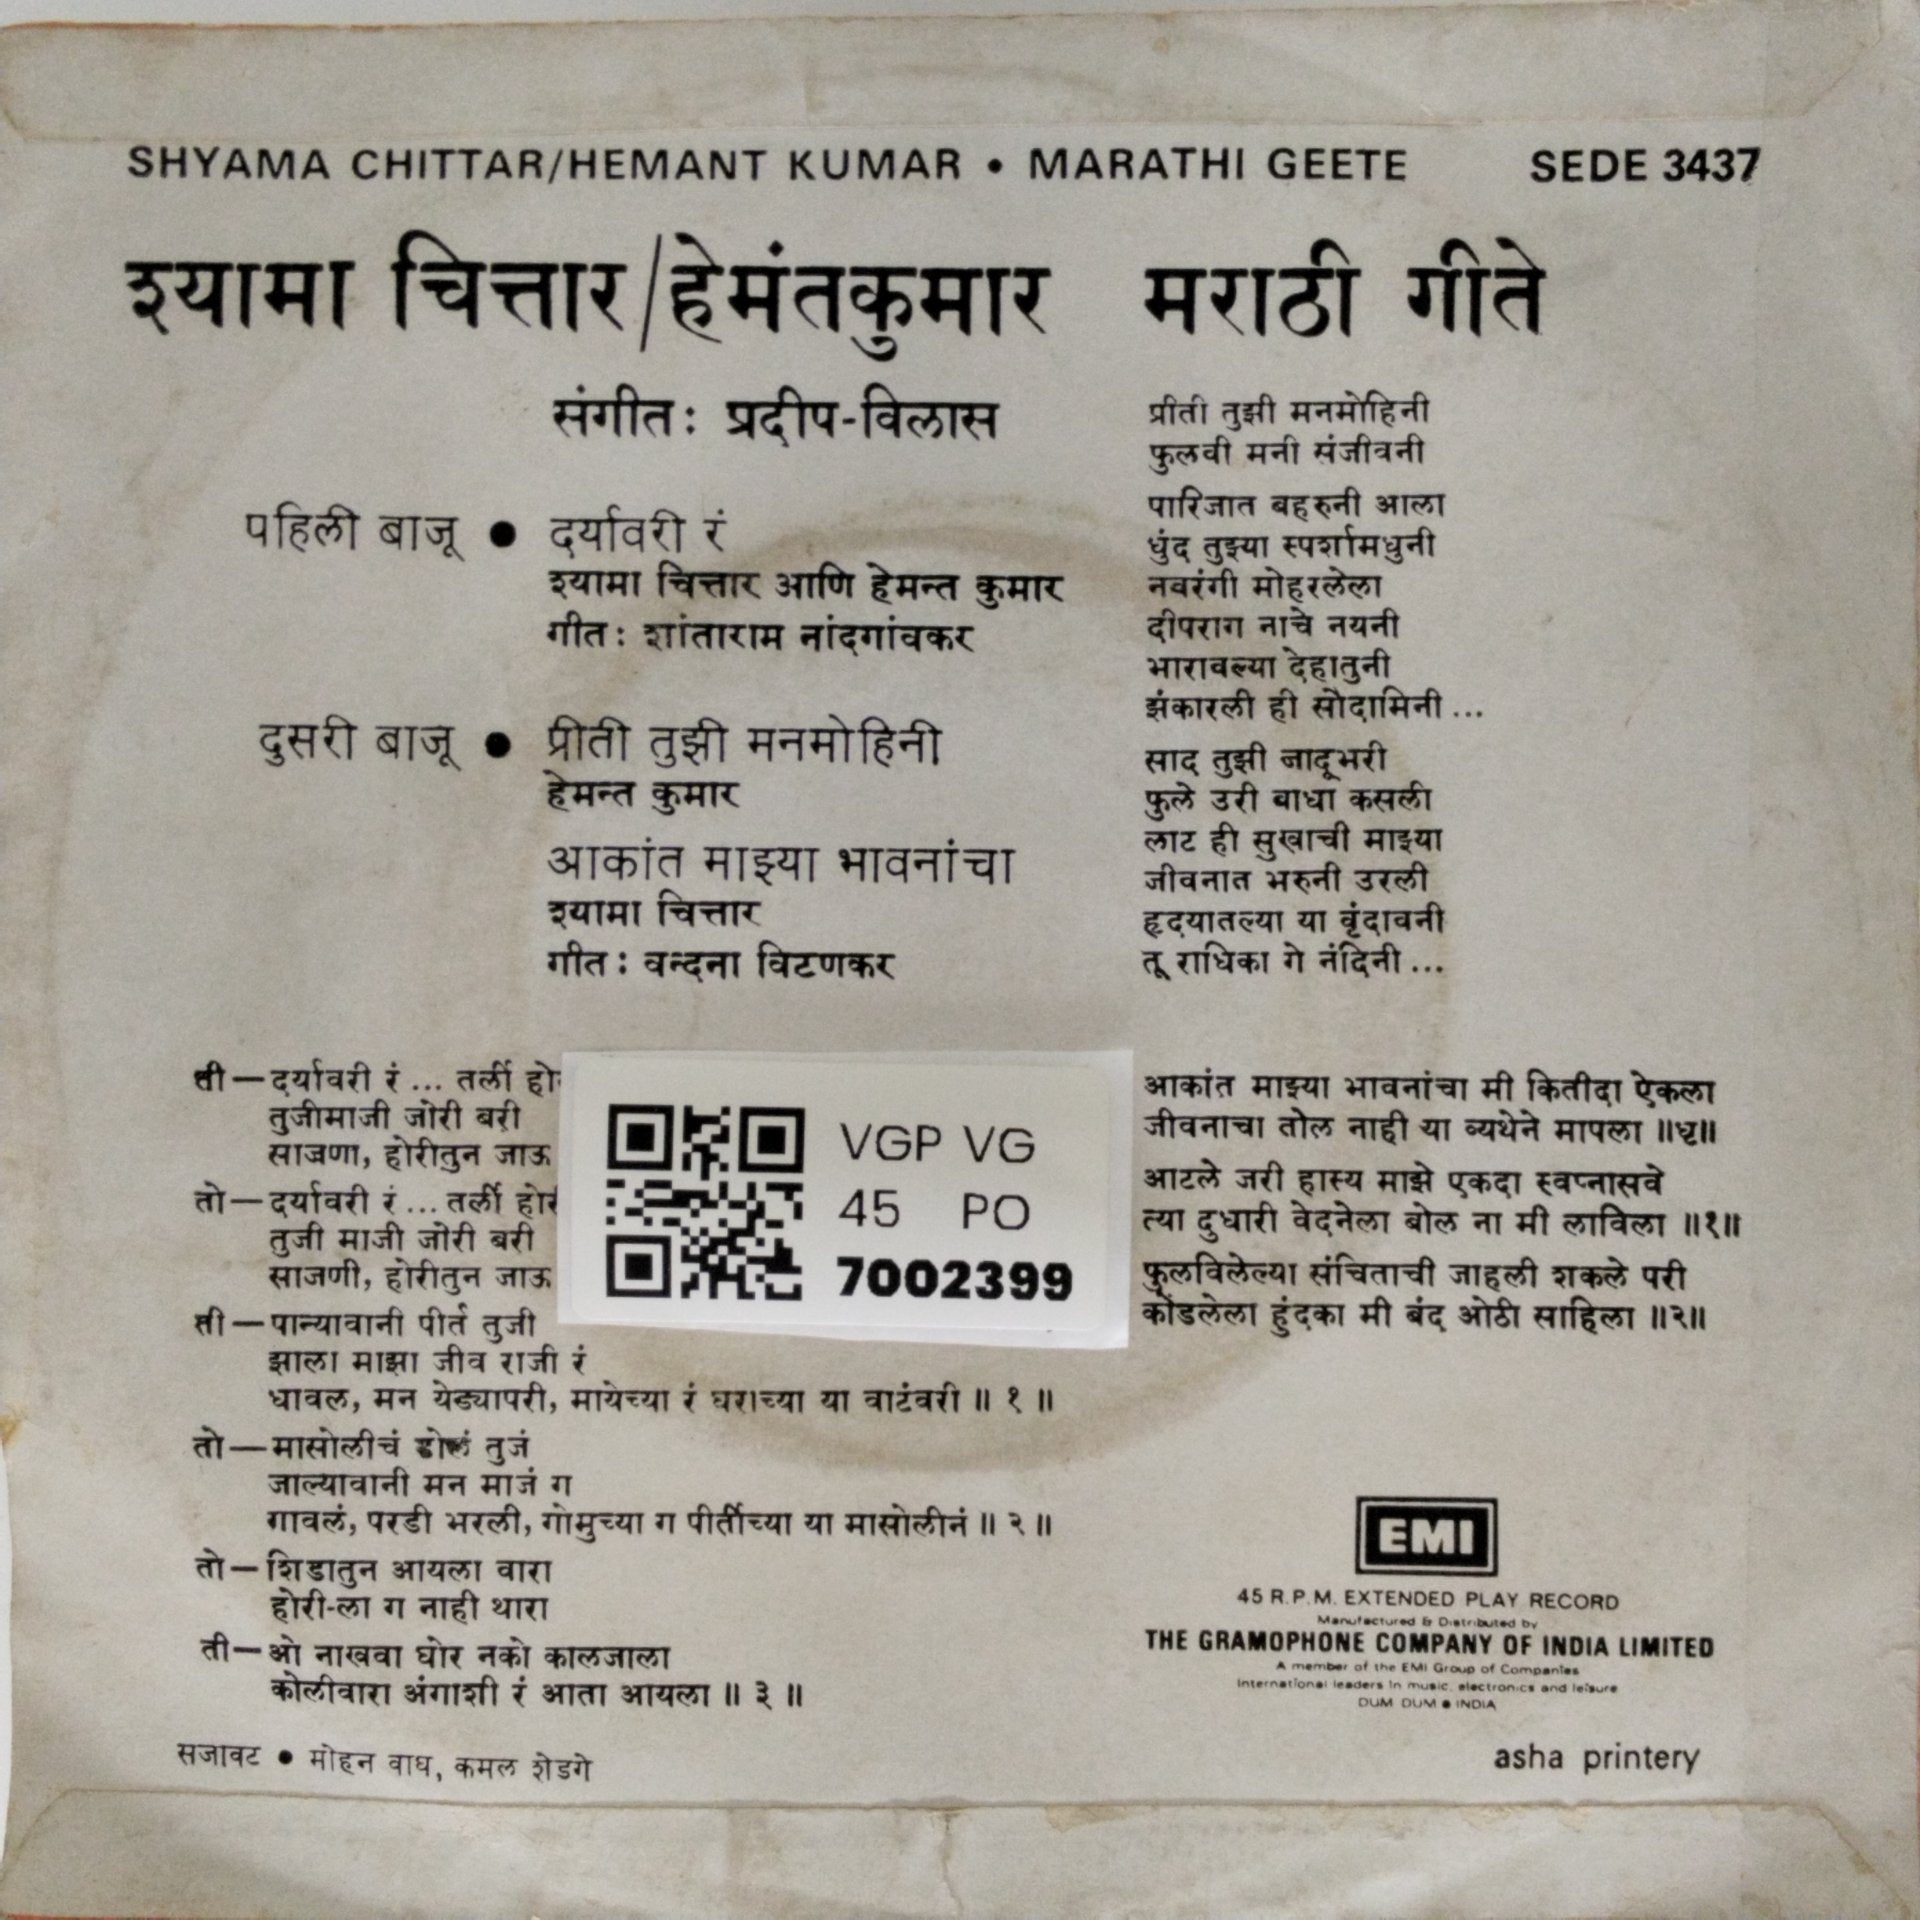 SHYAMA CHITTAR/HEMANT KUMAR • MARATHI GEETE SEDE 3437
श्यामा चित्तार/हेमंतकुमार मराठी गीते
संगीत: प्रदीप-विलास
पहिली बाजू ● दर्यावरी रं
श्यामा चित्तार आणि हेमन्त कुमार
गीत: शांताराम नांदगांवकर
दुसरी बाजू ● प्रीती तुझी मनमोहिनी
हेमन्त कुमार
आकांत माझ्या भावनांचा
श्यामा चित्तार
गीत: वन्दना विटणकर
प्रीती तुझी मनमोहिनी
फुलवी मनी संजीवनी
पारिजात बहरुनी आला
धुंद तुझ्या स्पर्शामधुनी
नवरंगी मोहरलेला
दीपराग नाचे नयनी
भारावल्या देहातुनी
झंकारली ही सौदामिनी ...
साद तुझी जादूभरी
फुले उरी बाधा कसली
लाट ही सुखाची माझ्या
जीवनात भरुनी उरली
हृदयातल्या या वृंदावनी
तू राधिका गे नंदिनी ...
ती — दर्यावरी रं ... तर्ली
तुजीमाजी जोरी बरी
साजणा, होरीतुन जाऊ
तो — दर्यावरी रं ... तर्ली
तुजी माजी जोरी बरी
साजणी, होरीतुन जाऊ
ती — पान्यावानी पीर्त तुजी
झाला माझा जीव राजी रं
धावल, मन येड्यापरी, मायेच्या रं घराच्या या वाटंवरी ॥ १ ॥
तो — मासोलीचं डोलं तुजं
जाल्यावानी मन माजं ग
गावलं, परडी भरली, गोमुच्या ग पीर्तीच्या या मासोलीनं ॥ २ ॥
तो — शिडातुन आयला वारा
होरी-ला ग नाही थारा
ती — ओ नाखवा घोर नको कालजाला
कोलीवारा अंगाशी रं आता आयला ॥ ३ ॥
VGP VG
45 PO
7002399
आकांत माझ्या भावनांचा मी कितीदा ऐकला
जीवनाचा तोल नाही या व्यथेने मापला ॥धृ॥
आटले जरी हास्य माझे एकदा स्वप्नासवे
त्या दुधारी वेदनेला बोल ना मी लाविला ॥१॥
फुलविलेल्या संचिताची जाहली शकले परी
कोंडलेला हुंदका मी बंद ओठी साहिला ॥२॥
EMI
45 R.P.M. EXTENDED PLAY RECORD
Manufactured & Distributed by
THE GRAMOPHONE COMPANY OF INDIA LIMITED
A member of the EMI Group of Companies
International leaders in music, electronics and leisure
DUM DUM ● INDIA
सजावट ● मोहन वाघ, कमल शेडगे
asha printery